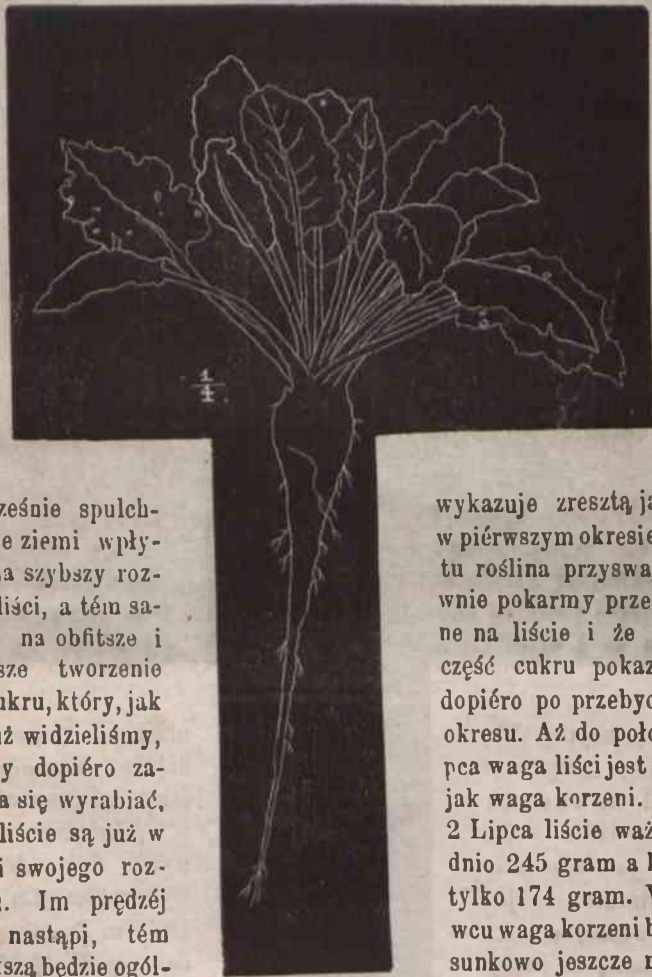 1/4.
ześnie spulch-
e ziemi wpły-
a szybszy roz-
liści, a tém sa-
na obfitsze i
sze tworzenie
ukru, który, jak
uż widzieliśmy,
y dopiéro za-
a się wyrabiać,
liście są już w
i swojego roz-
. Im prędzéj
nastąpi, tém
szą będzie ogól-
wykazuje zresztą ja
w piérwszym okresie
tu roślina przyswa
wnie pokarmy prze
ne na liście i że
część cukru pokaz
dopiéro po przebyc
okresu. Aż do poło
pca waga liści jest
jak waga korzeni.
2 Lipca liście waż
dnio 245 gram a
tylko 174 gram.
wcu waga korzeni b
sunkowo jeszcze